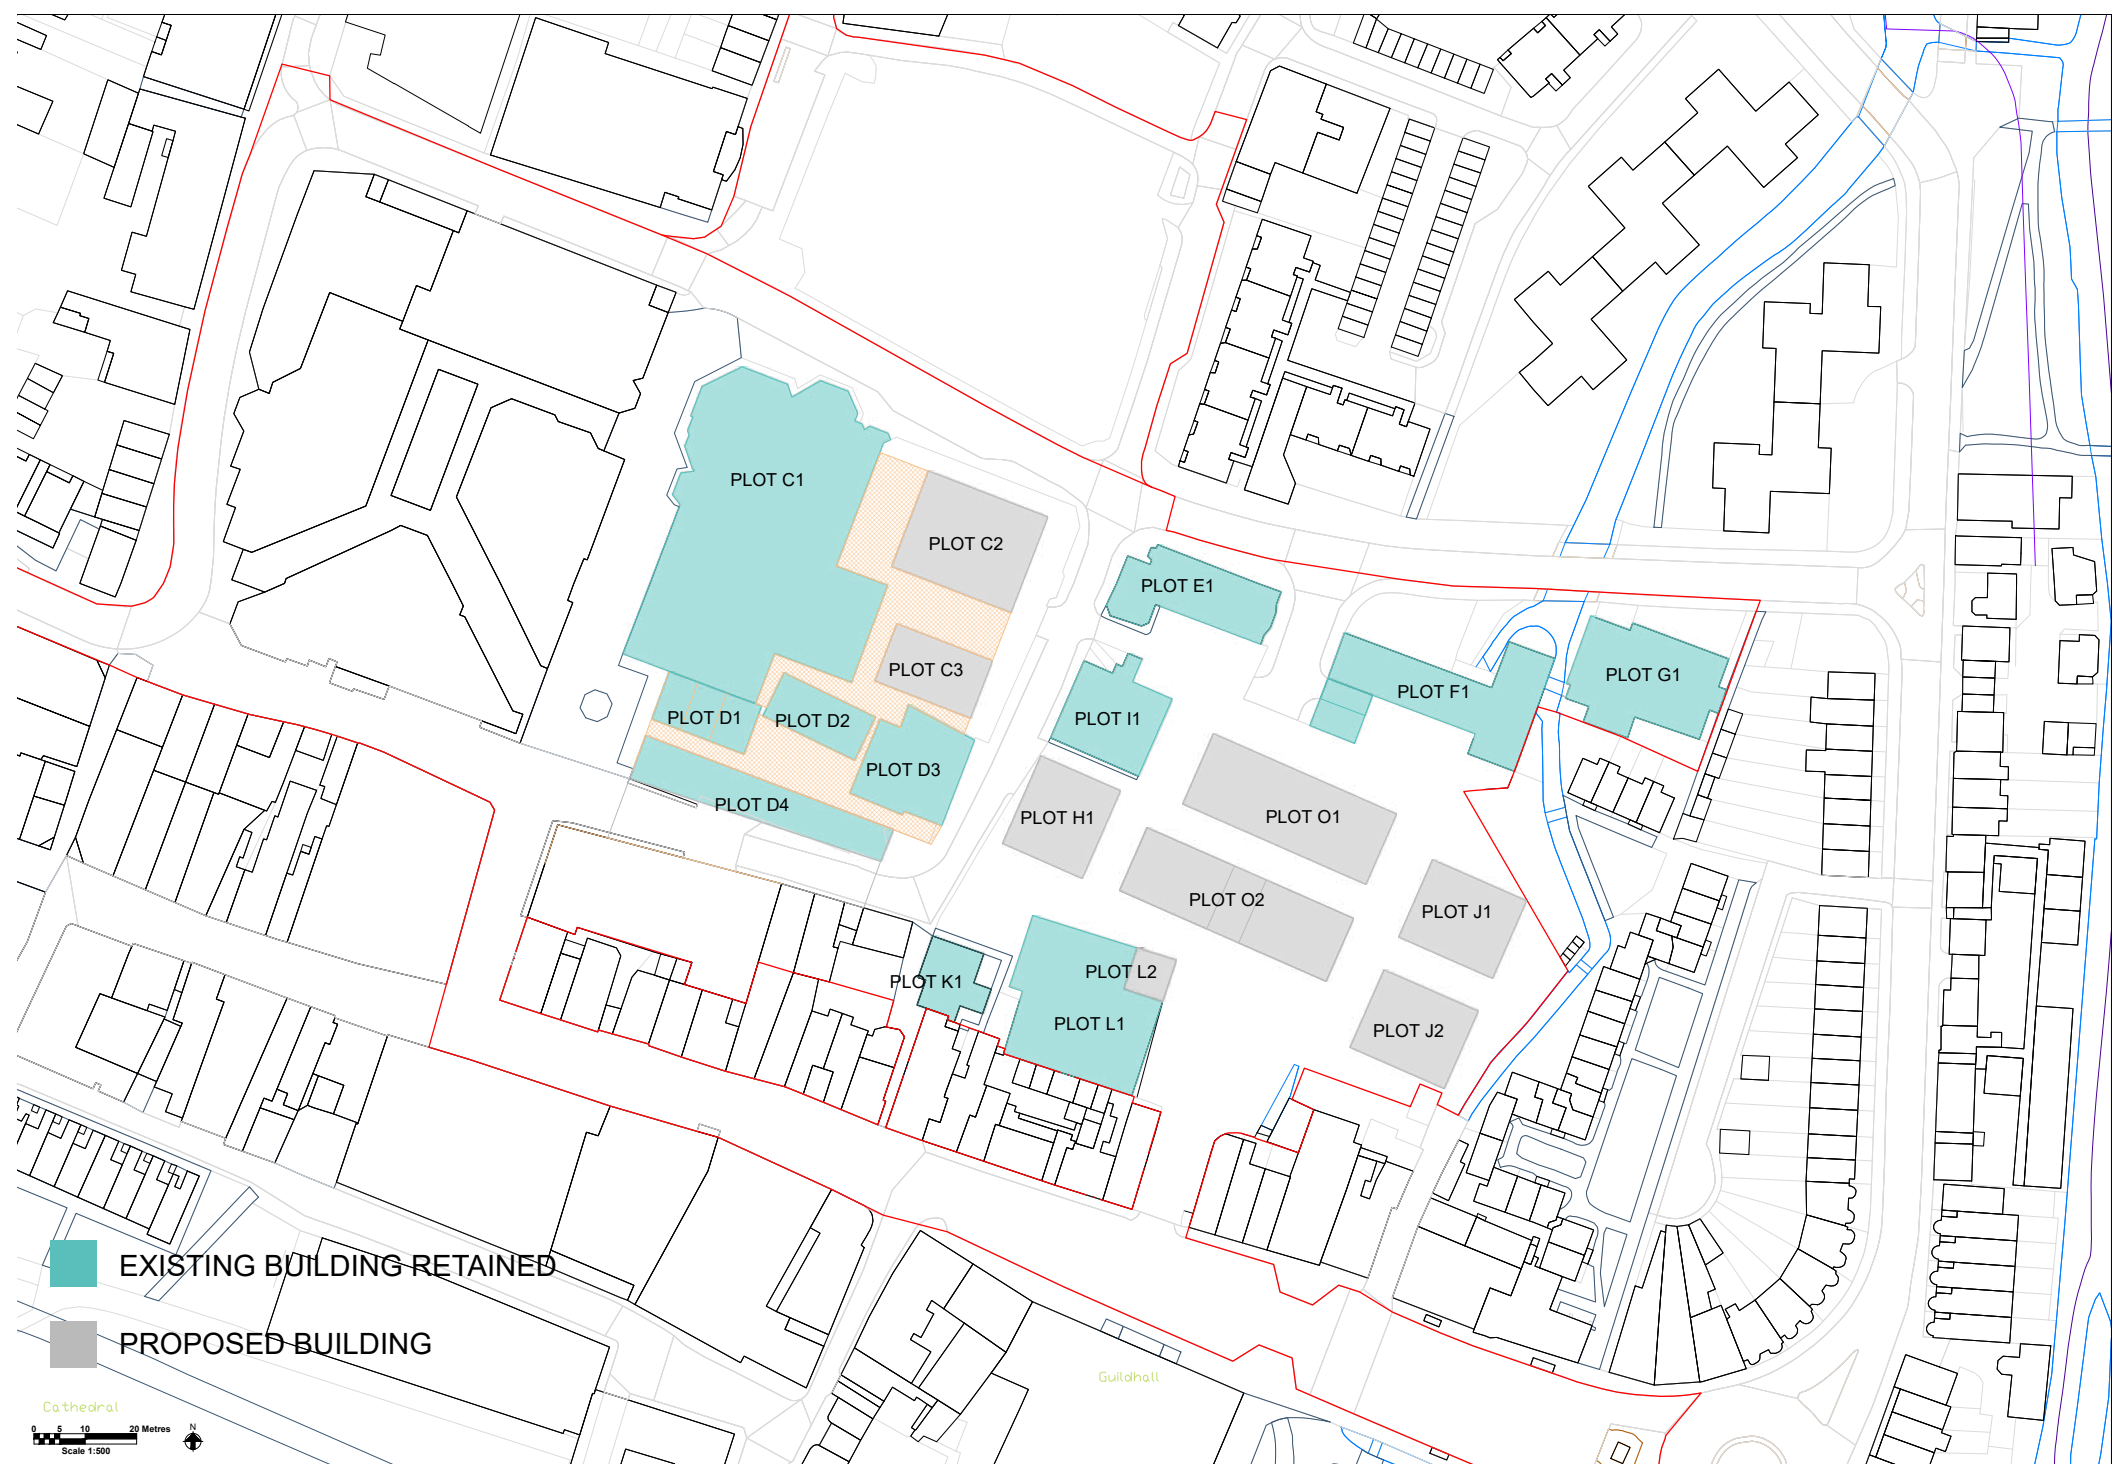 PLOT C1
PLOT C2
PLOT E1
PLOT C3
PLOT G1
PLOT F1
PLOT D1
PLOT D2
PLOT I1
PLOT D3
PLOT D4
PLOT H1
PLOT O1
PLOT O2
PLOT J1
PLOT L2
PLOT K1
PLOT L1
PLOT J2
EXISTING BUILDING RETAINED
PROPOSED BUILDING
Guildhall
Cathedral
0 5 10 20 Metres
N
Scale 1:500